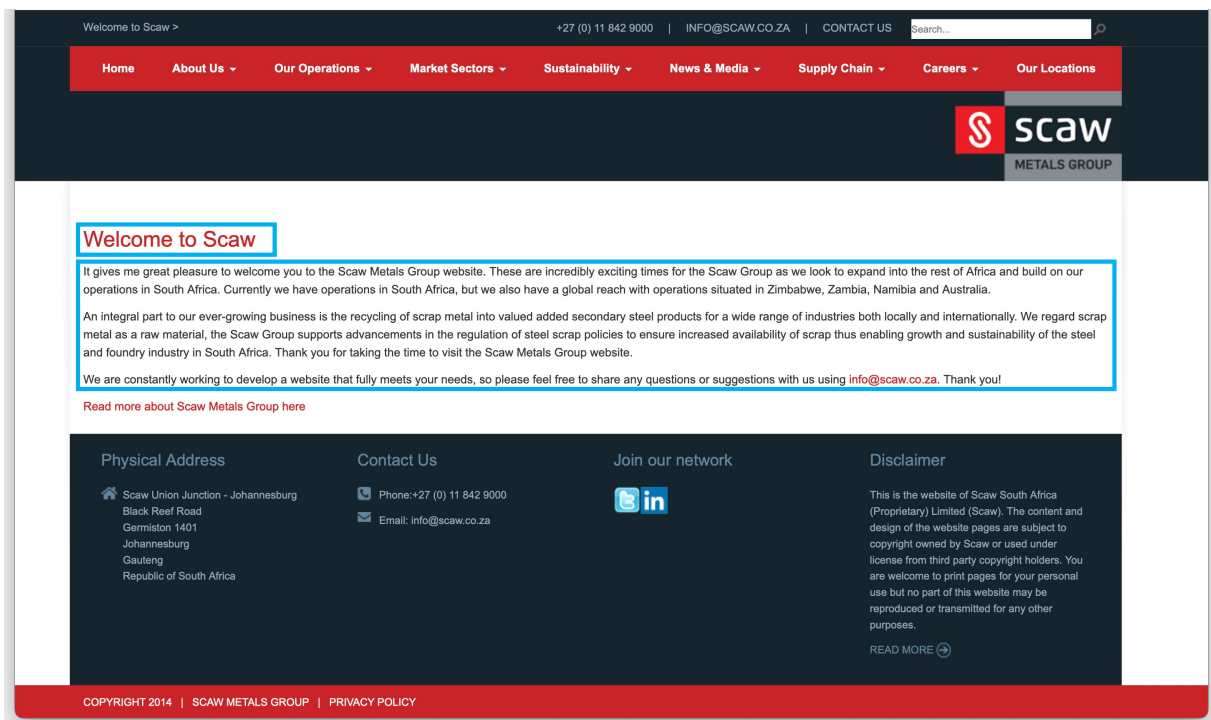 Welcome to Scaw >
+27 (0) 11 842 9000 | INFO@SCAW.CO.ZA | CONTACT US Search...
Home About Us Our Operations Market Sectors Sustainability News & Media Supply Chain Careers Our Locations
scaw
METALS GROUP
Welcome to Scaw
It gives me great pleasure to welcome you to the Scaw Metals Group website. These are incredibly exciting times for the Scaw Group as we look to expand into the rest of Africa and build on our
operations in South Africa. Currently we have operations in South Africa, but we also have a global reach with operations situated in Zimbabwe, Zambia, Namibia and Australia.
An integral part to our ever-growing business is the recycling of scrap metal into valued added secondary steel products for a wide range of industries both locally and internationally. We regard scrap
metal as a raw material, the Scaw Group supports advancements in the regulation of steel scrap policies to ensure increased availability of scrap thus enabling growth and sustainability of the steel
and foundry industry in South Africa. Thank you for taking the time to visit the Scaw Metals Group website.
We are constantly working to develop a website that fully meets your needs, so please feel free to share any questions or suggestions with us using info@scaw.co.za. Thank you!
Read more about Scaw Metals Group here
Physical Address
Scaw Union Junction - Johannesburg
Black Reef Road
Germiston 1401
Johannesburg
Gauteng
Republic of South Africa
Contact Us
Phone:+27 (0) 11 842 9000
Email: info@scaw.co.za
Join our network
in
Disclaimer
This is the website of Scaw South Africa
(Proprietary) Limited (Scaw). The content and
design of the website pages are subject to
copyright owned by Scaw or used under
license from third party copyright holders. You
are welcome to print pages for your personal
use but no part of this website may be
reproduced or transmitted for any other
purposes.
READ MORE
COPYRIGHT 2014 | SCAW METALS GROUP | PRIVACY POLICY